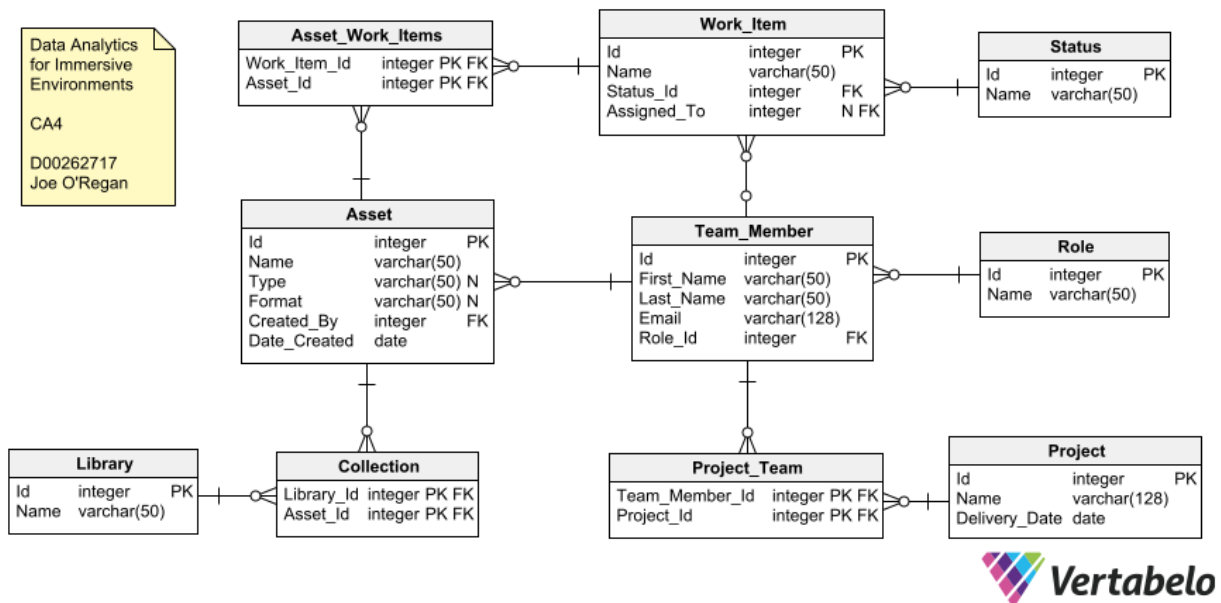 Data Analytics
for Immersive
Environments
CA4
D00262717
Joe O'Regan
Asset_Work_Items
Work_Item_Id integer PK FK
Asset_Id integer PK FK
Work_Item
Id integer PK
Name varchar(50)
Status_Id integer FK
Assigned_To integer N FK
Status
Id integer PK
Name varchar(50)
Asset
Id integer PK
Name varchar(50)
Type varchar(50) N
Format varchar(50) N
Created_By integer FK
Date_Created date
Team_Member
Id integer PK
First_Name varchar(50)
Last_Name varchar(50)
Email varchar(128)
Role_Id integer FK
Role
Id integer PK
Name varchar(50)
Library
Id integer PK
Name varchar(50)
Collection
Library_Id integer PK FK
Asset_Id integer PK FK
Project_Team
Team_Member_Id integer PK FK
Project_Id integer PK FK
Project
Id integer PK
Name varchar(128)
Delivery_Date date
Vertabelo